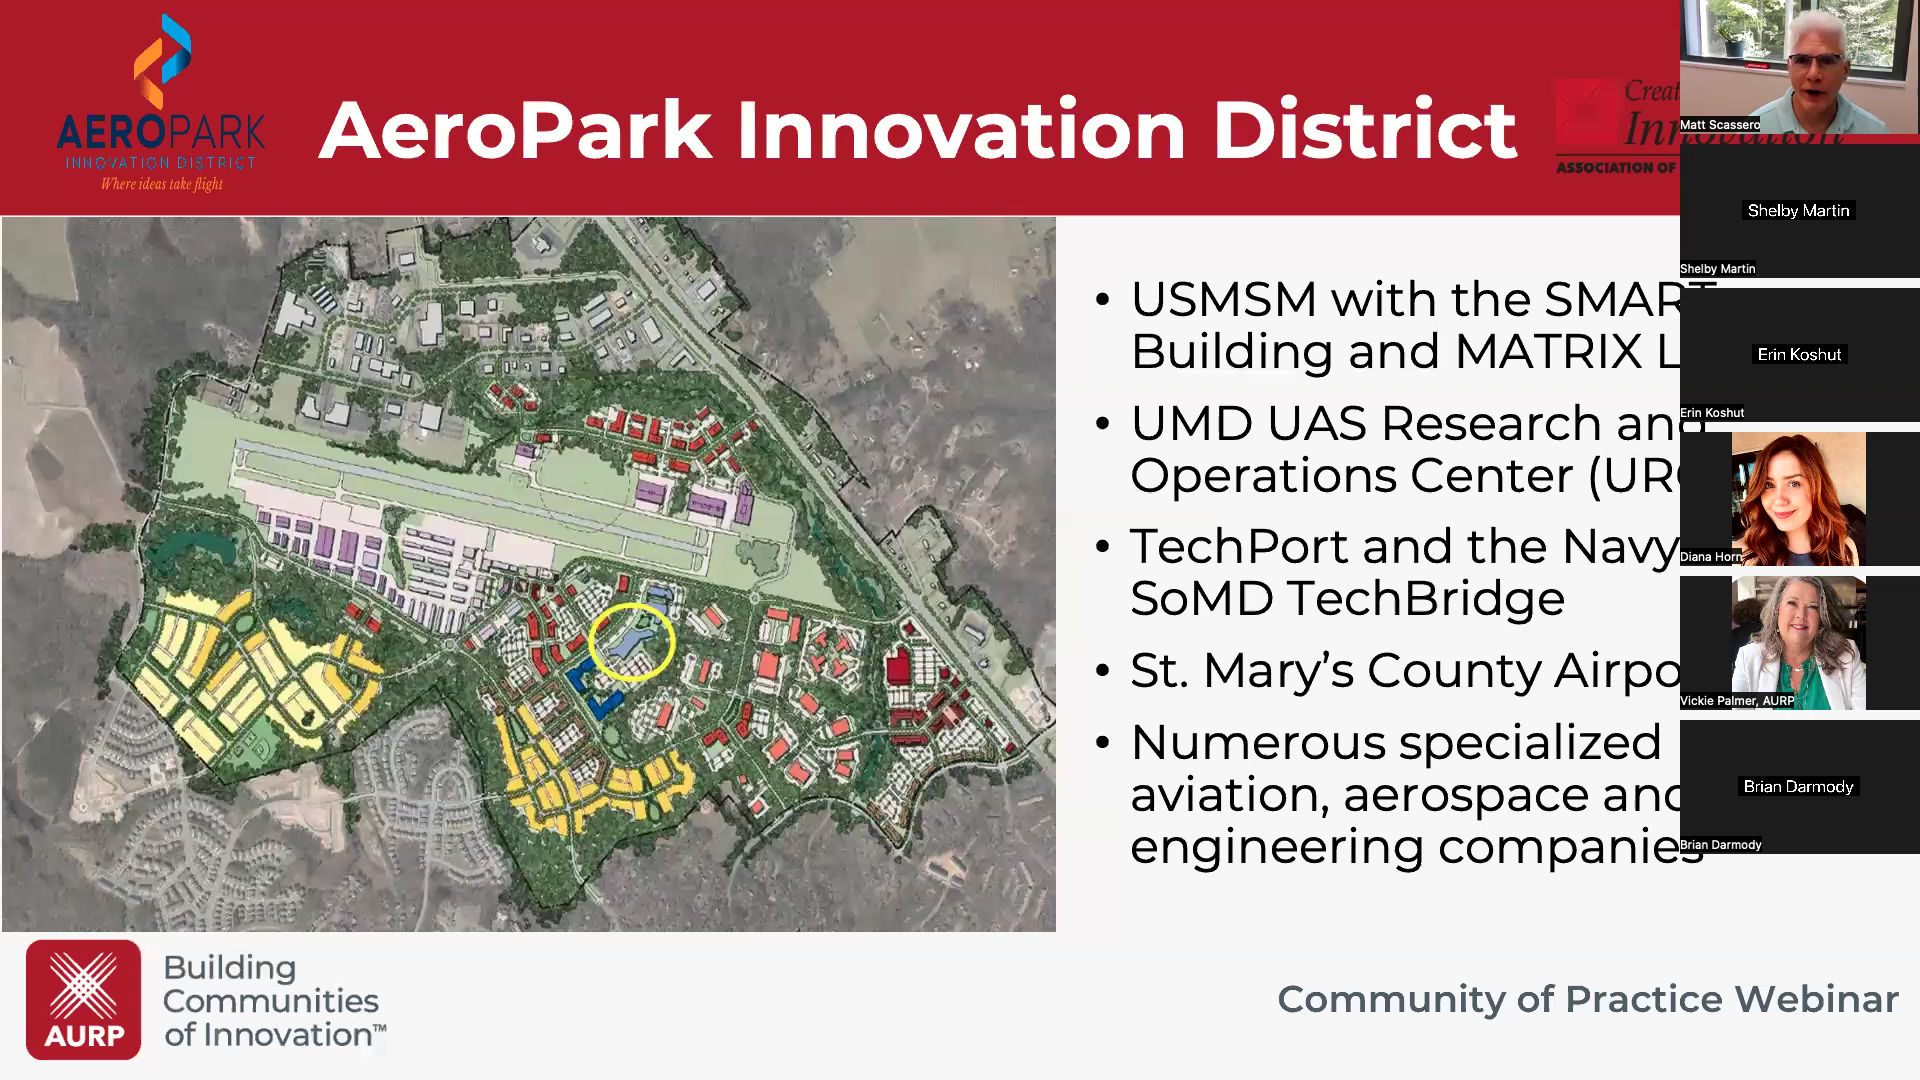 AEROPARK
INNOVATION DISTRICT
Where ideas take flight
AeroPark Innovation District
Creat
Innovation
ASSOCIATION OF
USMSM with the SMART
Building and MATRIX L
UMD UAS Research and
Operations Center (UR
TechPort and the Navy
SoMD TechBridge
St. Mary's County Airpo
Numerous specialized
aviation, aerospace and
engineering companies
AURP
Building
Communities
of Innovation™
Community of Practice Webinar
Matt Scassero
Shelby Martin
Shelby Martin
Erin Koshut
Erin Koshut
Diana Horn
Vickie Palmer, AURP
Brian Darmody
Brian Darmody